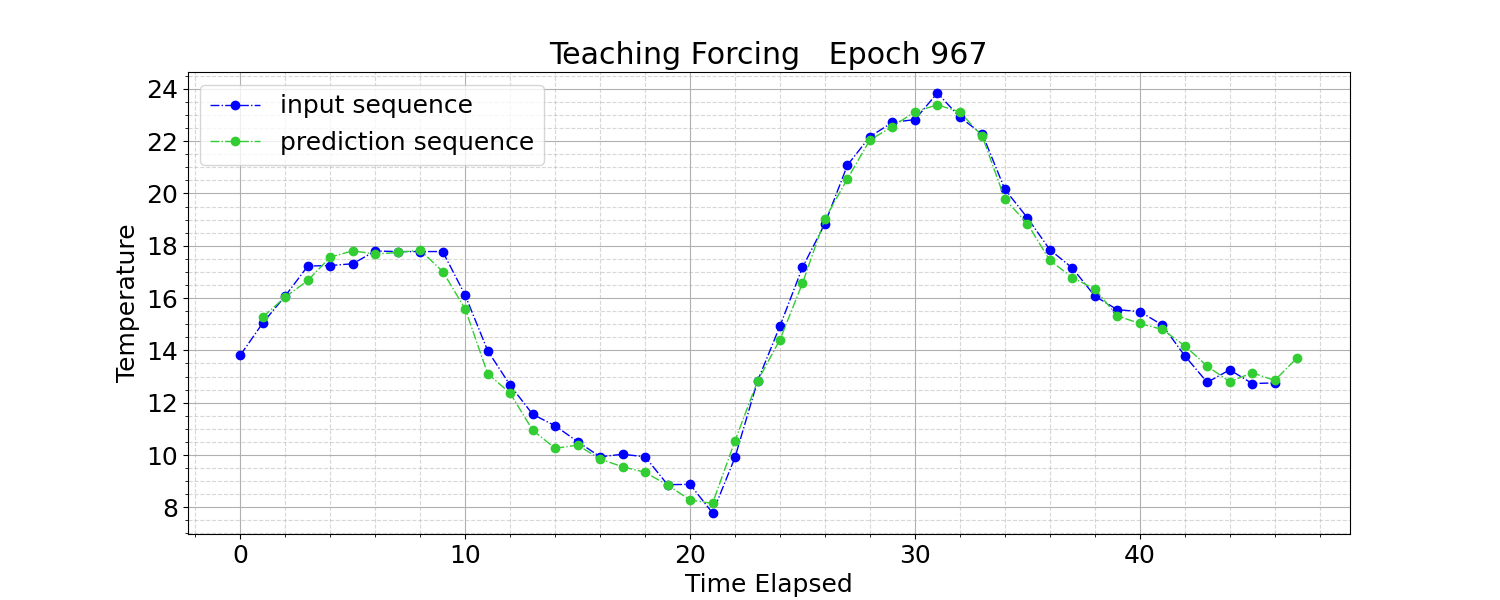 Teaching Forcing   Epoch 967
input sequence
prediction sequence
Temperature
24
22
20
18
16
14
12
10
8
0 10 20 30 40
Time Elapsed